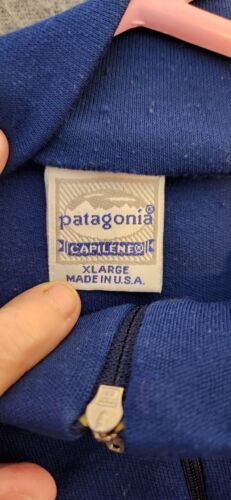 patagonia®
CAPILENE®
XLARGE
MADE IN U.S.A.